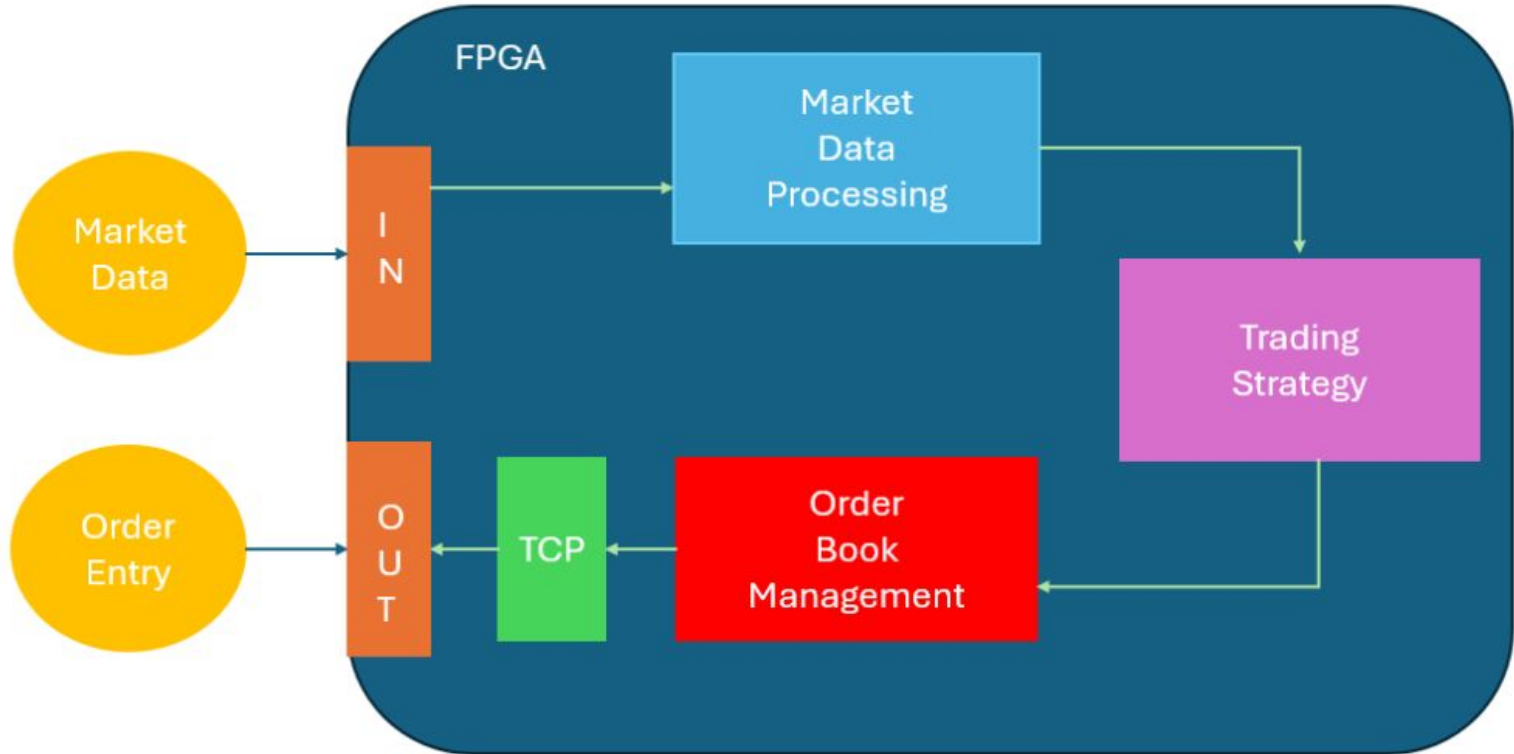 FPGA
Market
Data
Processing
Market
Data
I
N
Trading
Strategy
Order
Entry
O
U
T
TCP
Order
Book
Management